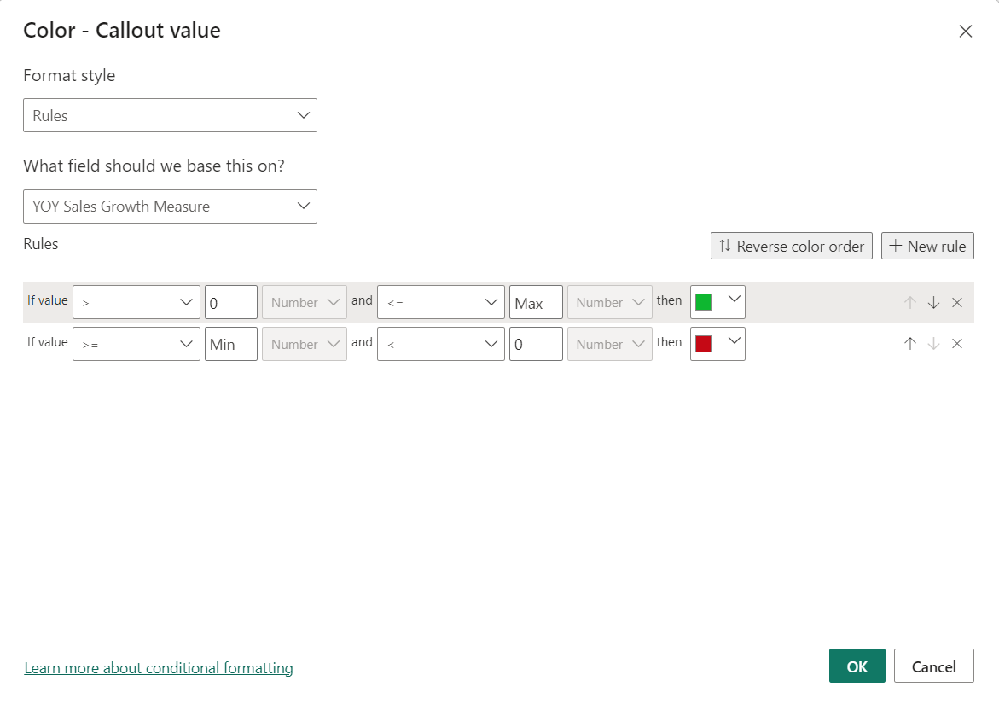 Color - Callout value
Format style
Rules
What field should we base this on?
YOY Sales Growth Measure
Rules
Reverse color order
New rule
If value > 0 Number and <= Max Number then
If value >= Min Number and < 0 Number then
Learn more about conditional formatting
OK
Cancel